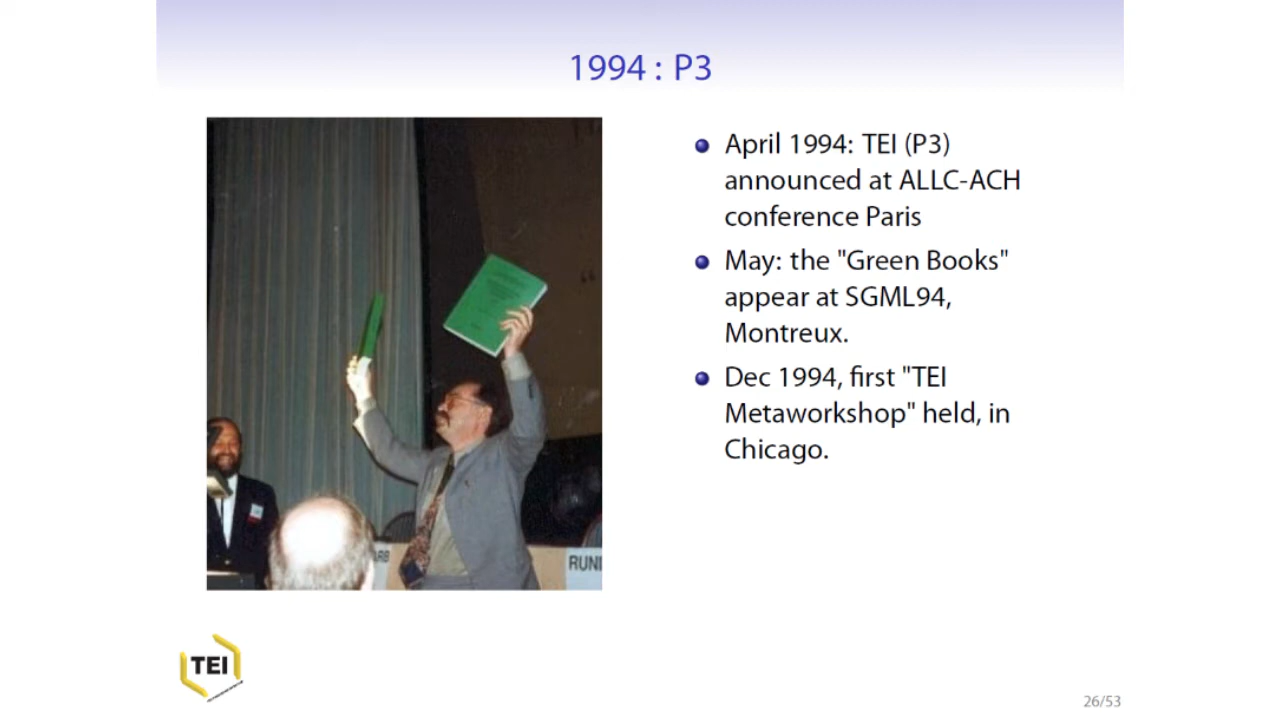 1994 : P3
April 1994: TEI (P3)
announced at ALLC-ACH
conference Paris
May: the "Green Books"
appear at SGML94,
Montreux.
Dec 1994, first "TEI
Metaworkshop" held, in
Chicago.
RUNI
TEI
26/53